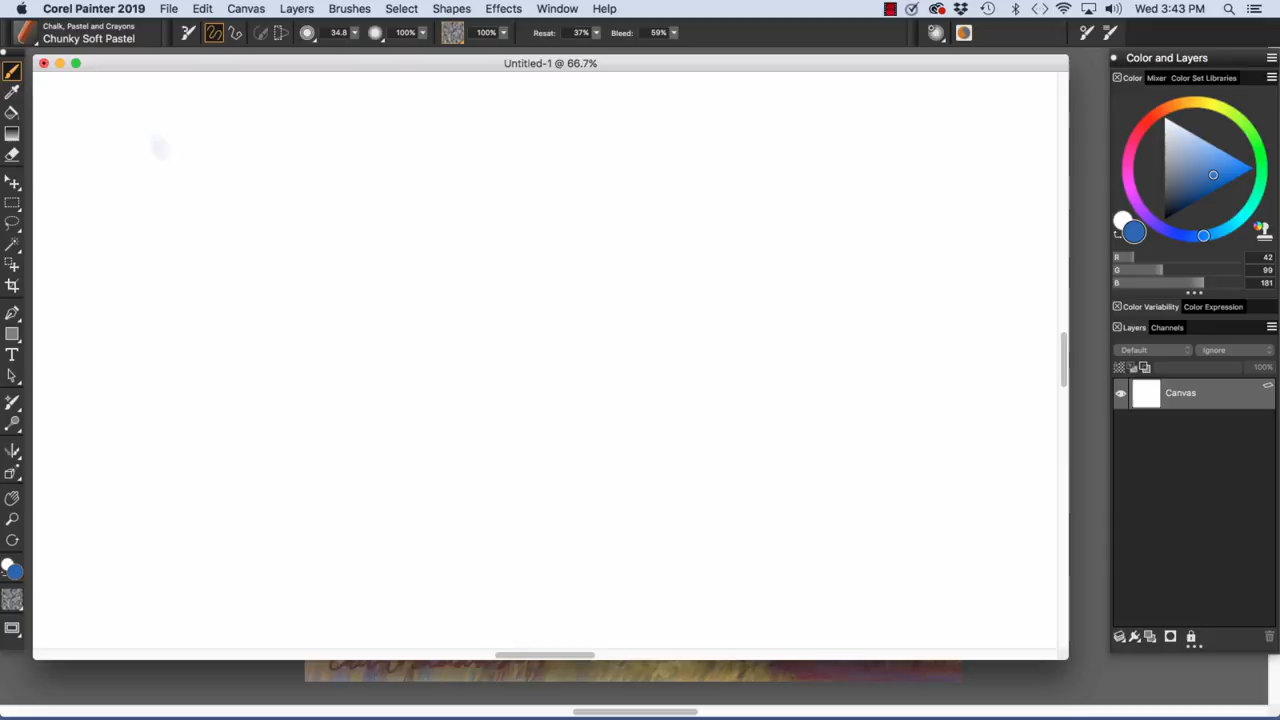 Corel Painter 2019 File Edit Canvas Layers Brushes Select Shapes Effects Window Help Wed 3:43 PM
Chalk, Pastel and Crayons
Chunky Soft Pastel
34.8 100% 100% Resat: 37% Bleed: 59%
Untitled-1 @ 66.7%
Color and Layers
Color Mixer Color Set Libraries
R 42
G 99
B 181
Color Variability Color Expression
Layers Channels
Default Ignore
100%
Canvas
T